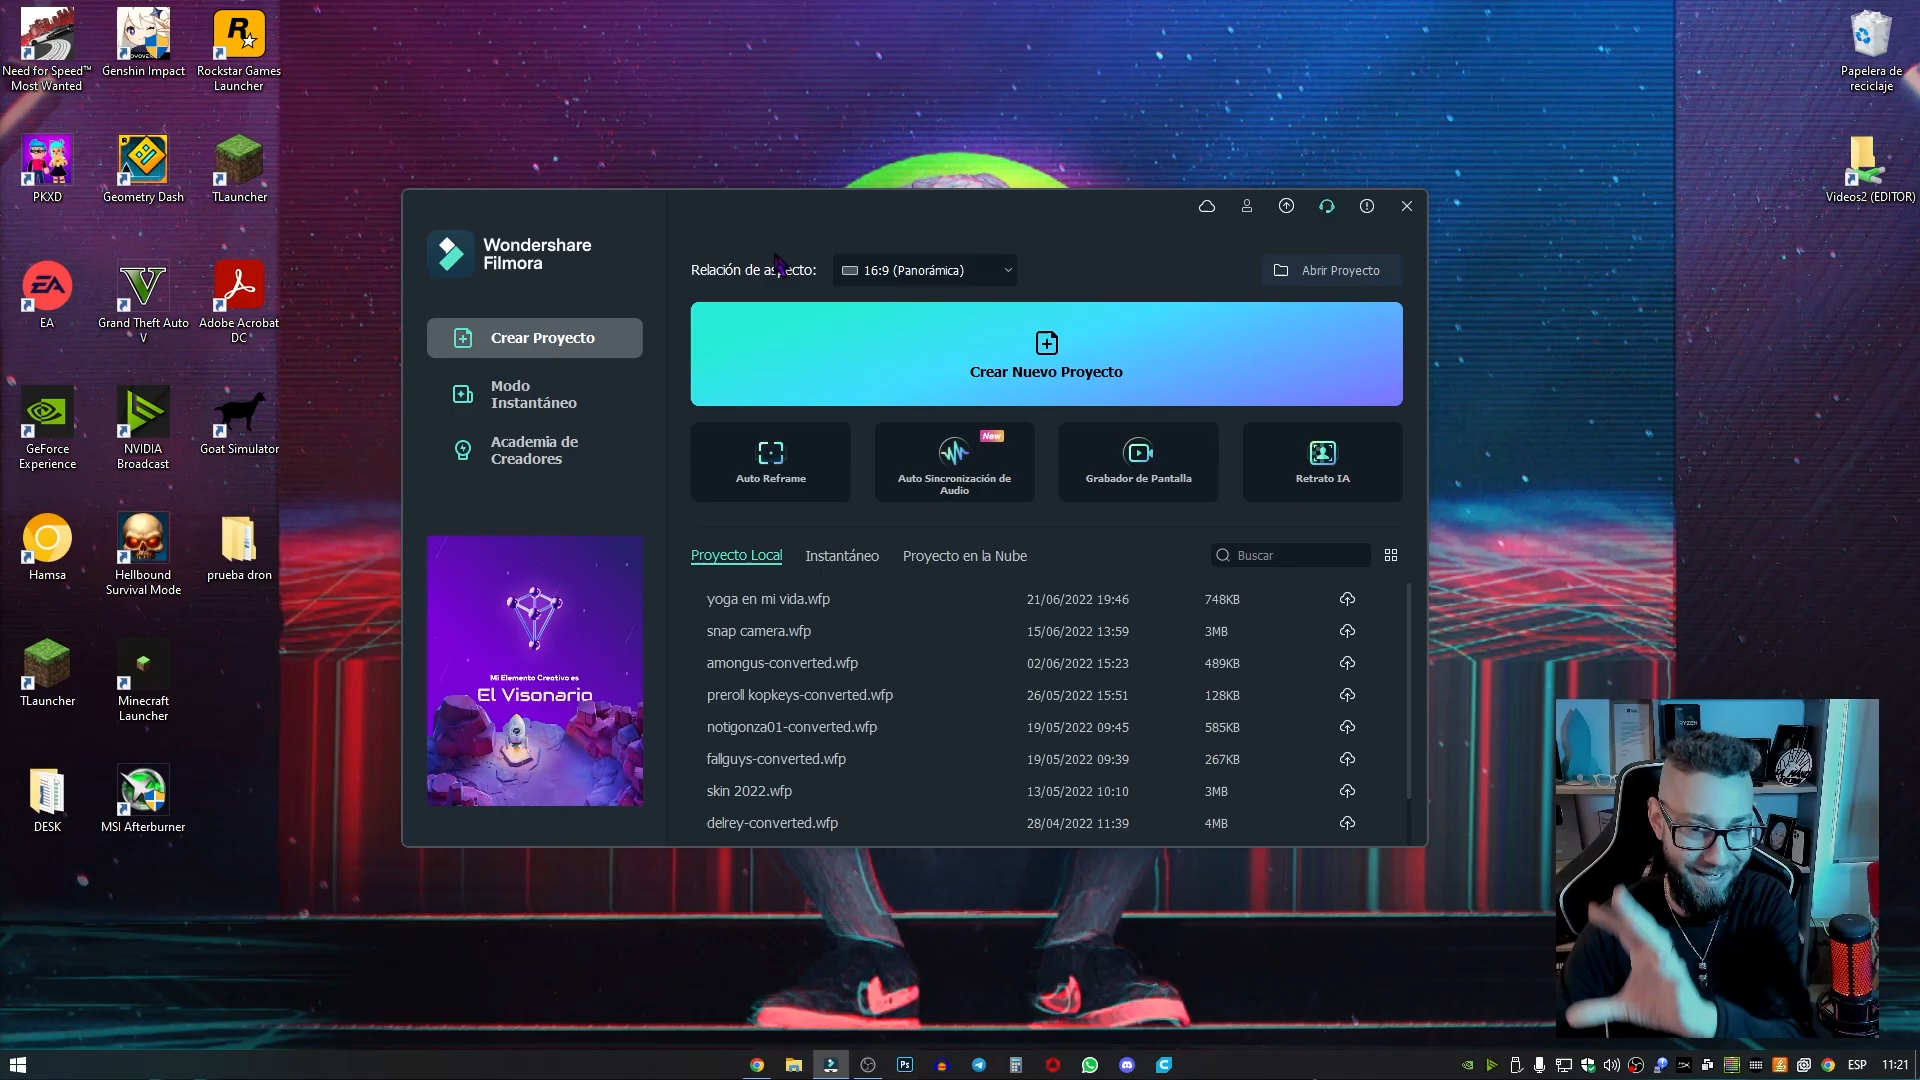 Need for Speed™
Most Wanted
Genshin Impact
Rockstar Games
Launcher
PKXD
Geometry Dash
TLauncher
EA
Grand Theft Auto
V
Adobe Acrobat
DC
GeForce
Experience
NVIDIA
Broadcast
Goat Simulator
Hamsa
Hellbound
Survival Mode
prueba dron
TLauncher
Minecraft
Launcher
DESK
MSI Afterburner
Papelera de
reciclaje
Videos2 (EDITOR)
Wondershare
Filmora
Crear Proyecto
Modo
Instantáneo
Academia de
Creadores
Mi Elemento Creativo es
El Visonario
Relación de aspecto:
16:9 (Panorámica)
Abrir Proyecto
Crear Nuevo Proyecto
Auto Reframe
New
Auto Sincronización de
Audio
Grabador de Pantalla
Retrato IA
Proyecto Local
Instantáneo
Proyecto en la Nube
Buscar
yoga en mi vida.wfp 21/06/2022 19:46 748KB
snap camera.wfp 15/06/2022 13:59 3MB
amongus-converted.wfp 02/06/2022 15:23 489KB
preroll kopkeys-converted.wfp 26/05/2022 15:51 128KB
notigonza01-converted.wfp 19/05/2022 09:45 585KB
fallguys-converted.wfp 19/05/2022 09:39 267KB
skin 2022.wfp 13/05/2022 10:10 3MB
delrey-converted.wfp 28/04/2022 11:39 4MB
RYZEN
Ps
ESP
11:21